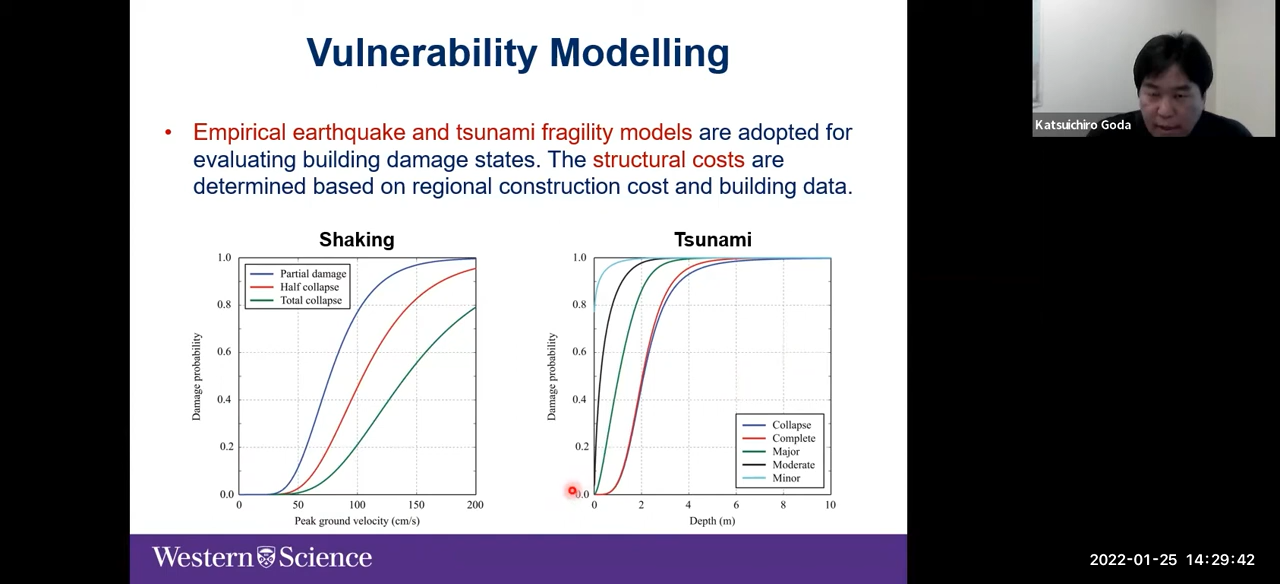 Vulnerability Modelling
• Empirical earthquake and tsunami fragility models are adopted for
evaluating building damage states. The structural costs are
determined based on regional construction cost and building data.
Shaking
1.0
0.8
0.6
0.4
0.2
0.0
Damage probability
Partial damage
Half collapse
Total collapse
0 50 100 150 200
Peak ground velocity (cm/s)
Tsunami
1.0
0.8
0.6
0.4
0.2
0.0
Damage probability
Collapse
Complete
Major
Moderate
Minor
0 2 4 6 8 10
Depth (m)
Western Science
Katsuichiro Goda
2022-01-25 14:29:42